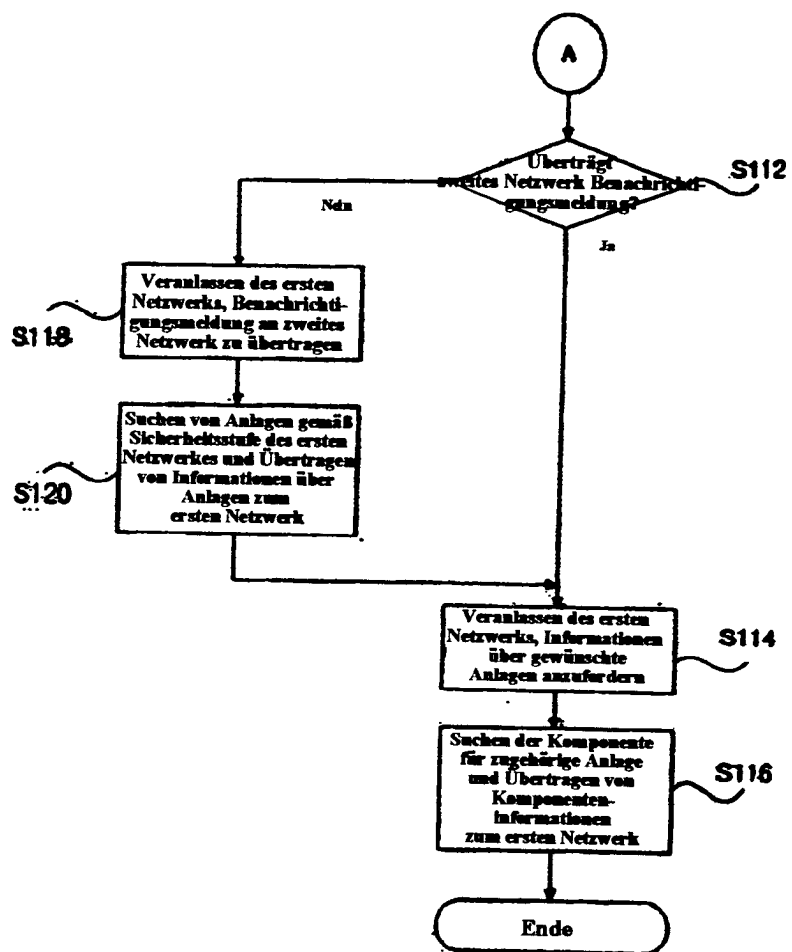 A
Überträgt
zweites Netzwerk Benachrichti-
gungsmeldung?
S112
Nein
Ja
Veranlassen des ersten
Netzwerks, Benachrichti-
gungsmeldung an zweites
Netzwerk zu übertragen
S118
Suchen von Anlagen gemäß
Sicherheitsstufe des ersten
Netzwerkes und Übertragen
von Informationen über
Anlagen zum
ersten Netzwerk
S120
Veranlassen des ersten
Netzwerks, Informationen
über gewünschte
Anlagen anzufordern
S114
Suchen der Komponente
für zugehörige Anlage
und Übertragen von
Komponenten-
informationen
zum ersten Netzwerk
S116
Ende